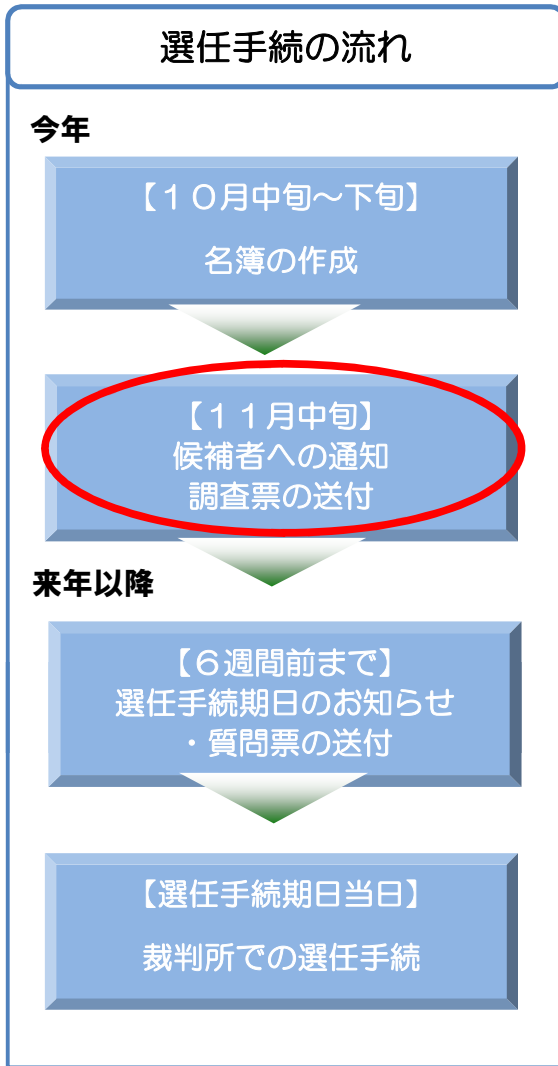 選任手続の流れ
今年
【１０月中旬～下旬】
名簿の作成
【１１月中旬】
候補者への通知
調査票の送付
来年以降
【６週間前まで】
選任手続期日のお知らせ
・質問票の送付
【選任手続期日当日】
裁判所での選任手続